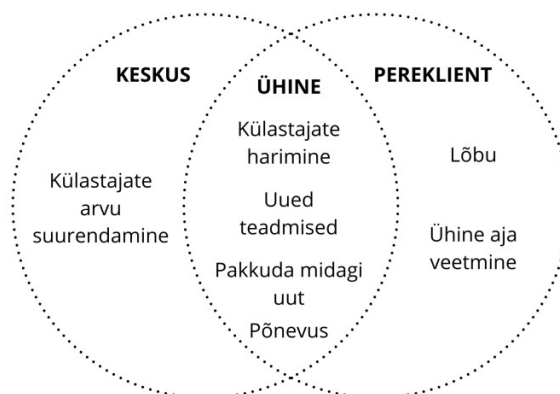 KESKUS
Külastajate
arvu
suurendamine
ÜHINE
Külastajate
harimine
Uued
teadmised
Pakkuda midagi
uut
Põnevus
PEREKLIENT
Lõbu
Ühine aja
veetmine